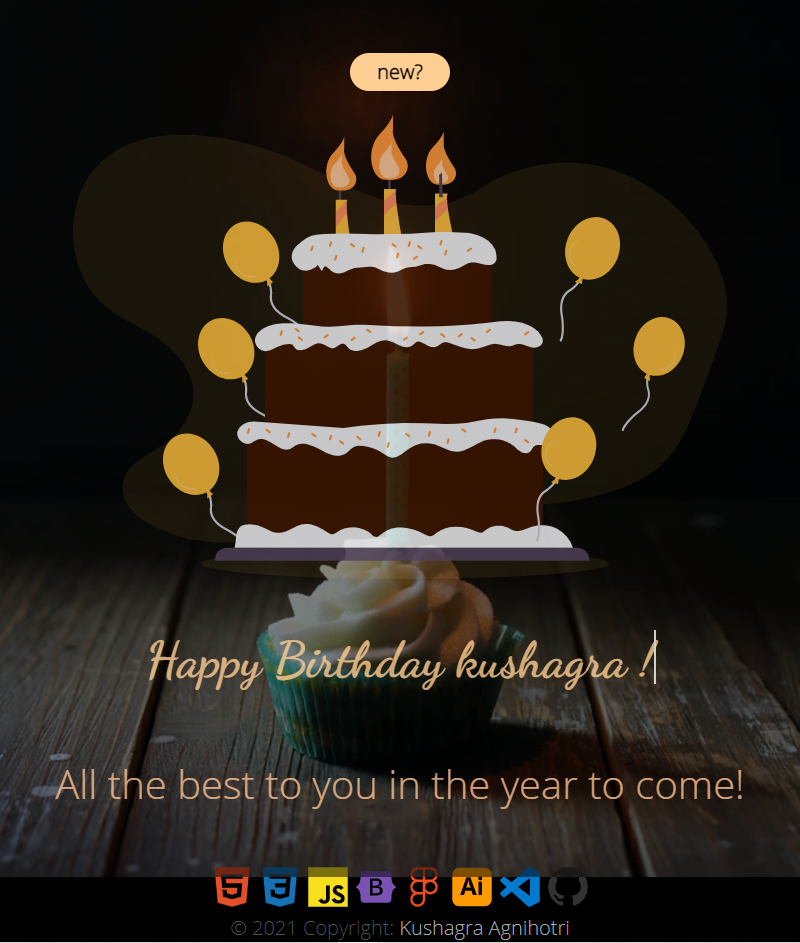 new?
Happy Birthday kushagra !
All the best to you in the year to come!
JS B Ai
© 2021 Copyright: Kushagra Agnihotri